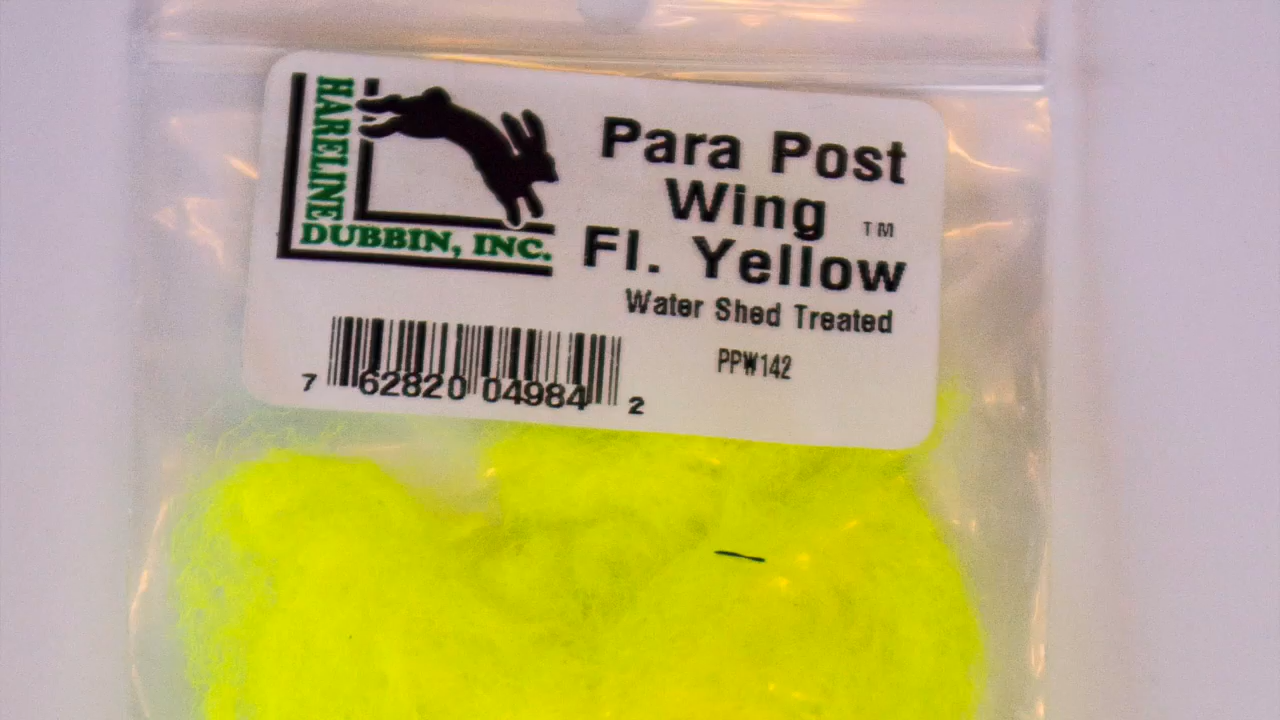 HARELINE
DUBBIN, INC.
Para Post
Wing ™
Fl. Yellow
Water Shed Treated
PPW142
7 62820 04984 2